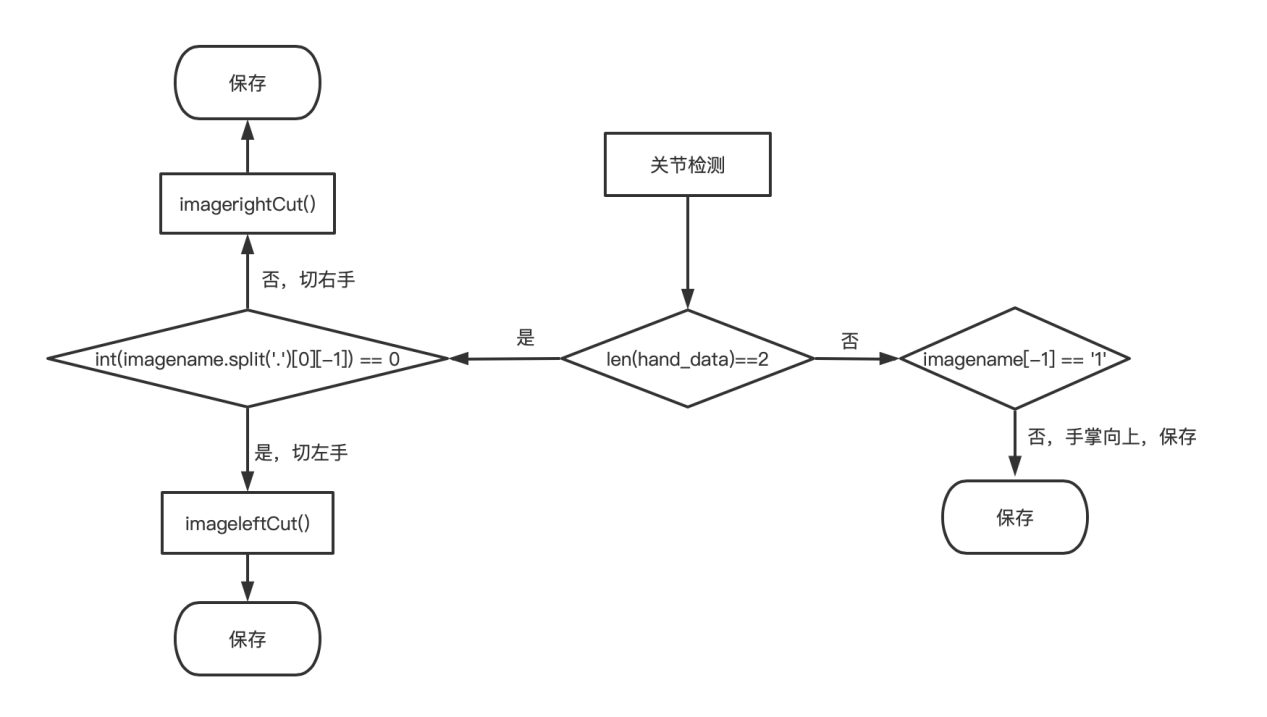 保存
关节检测
imagerightCut()
否，切右手
是
否
int(imagename.split('.')[0][-1]) == 0
len(hand_data)==2
imagename[-1] == '1'
否，手掌向上，保存
是，切左手
imageleftCut()
保存
保存